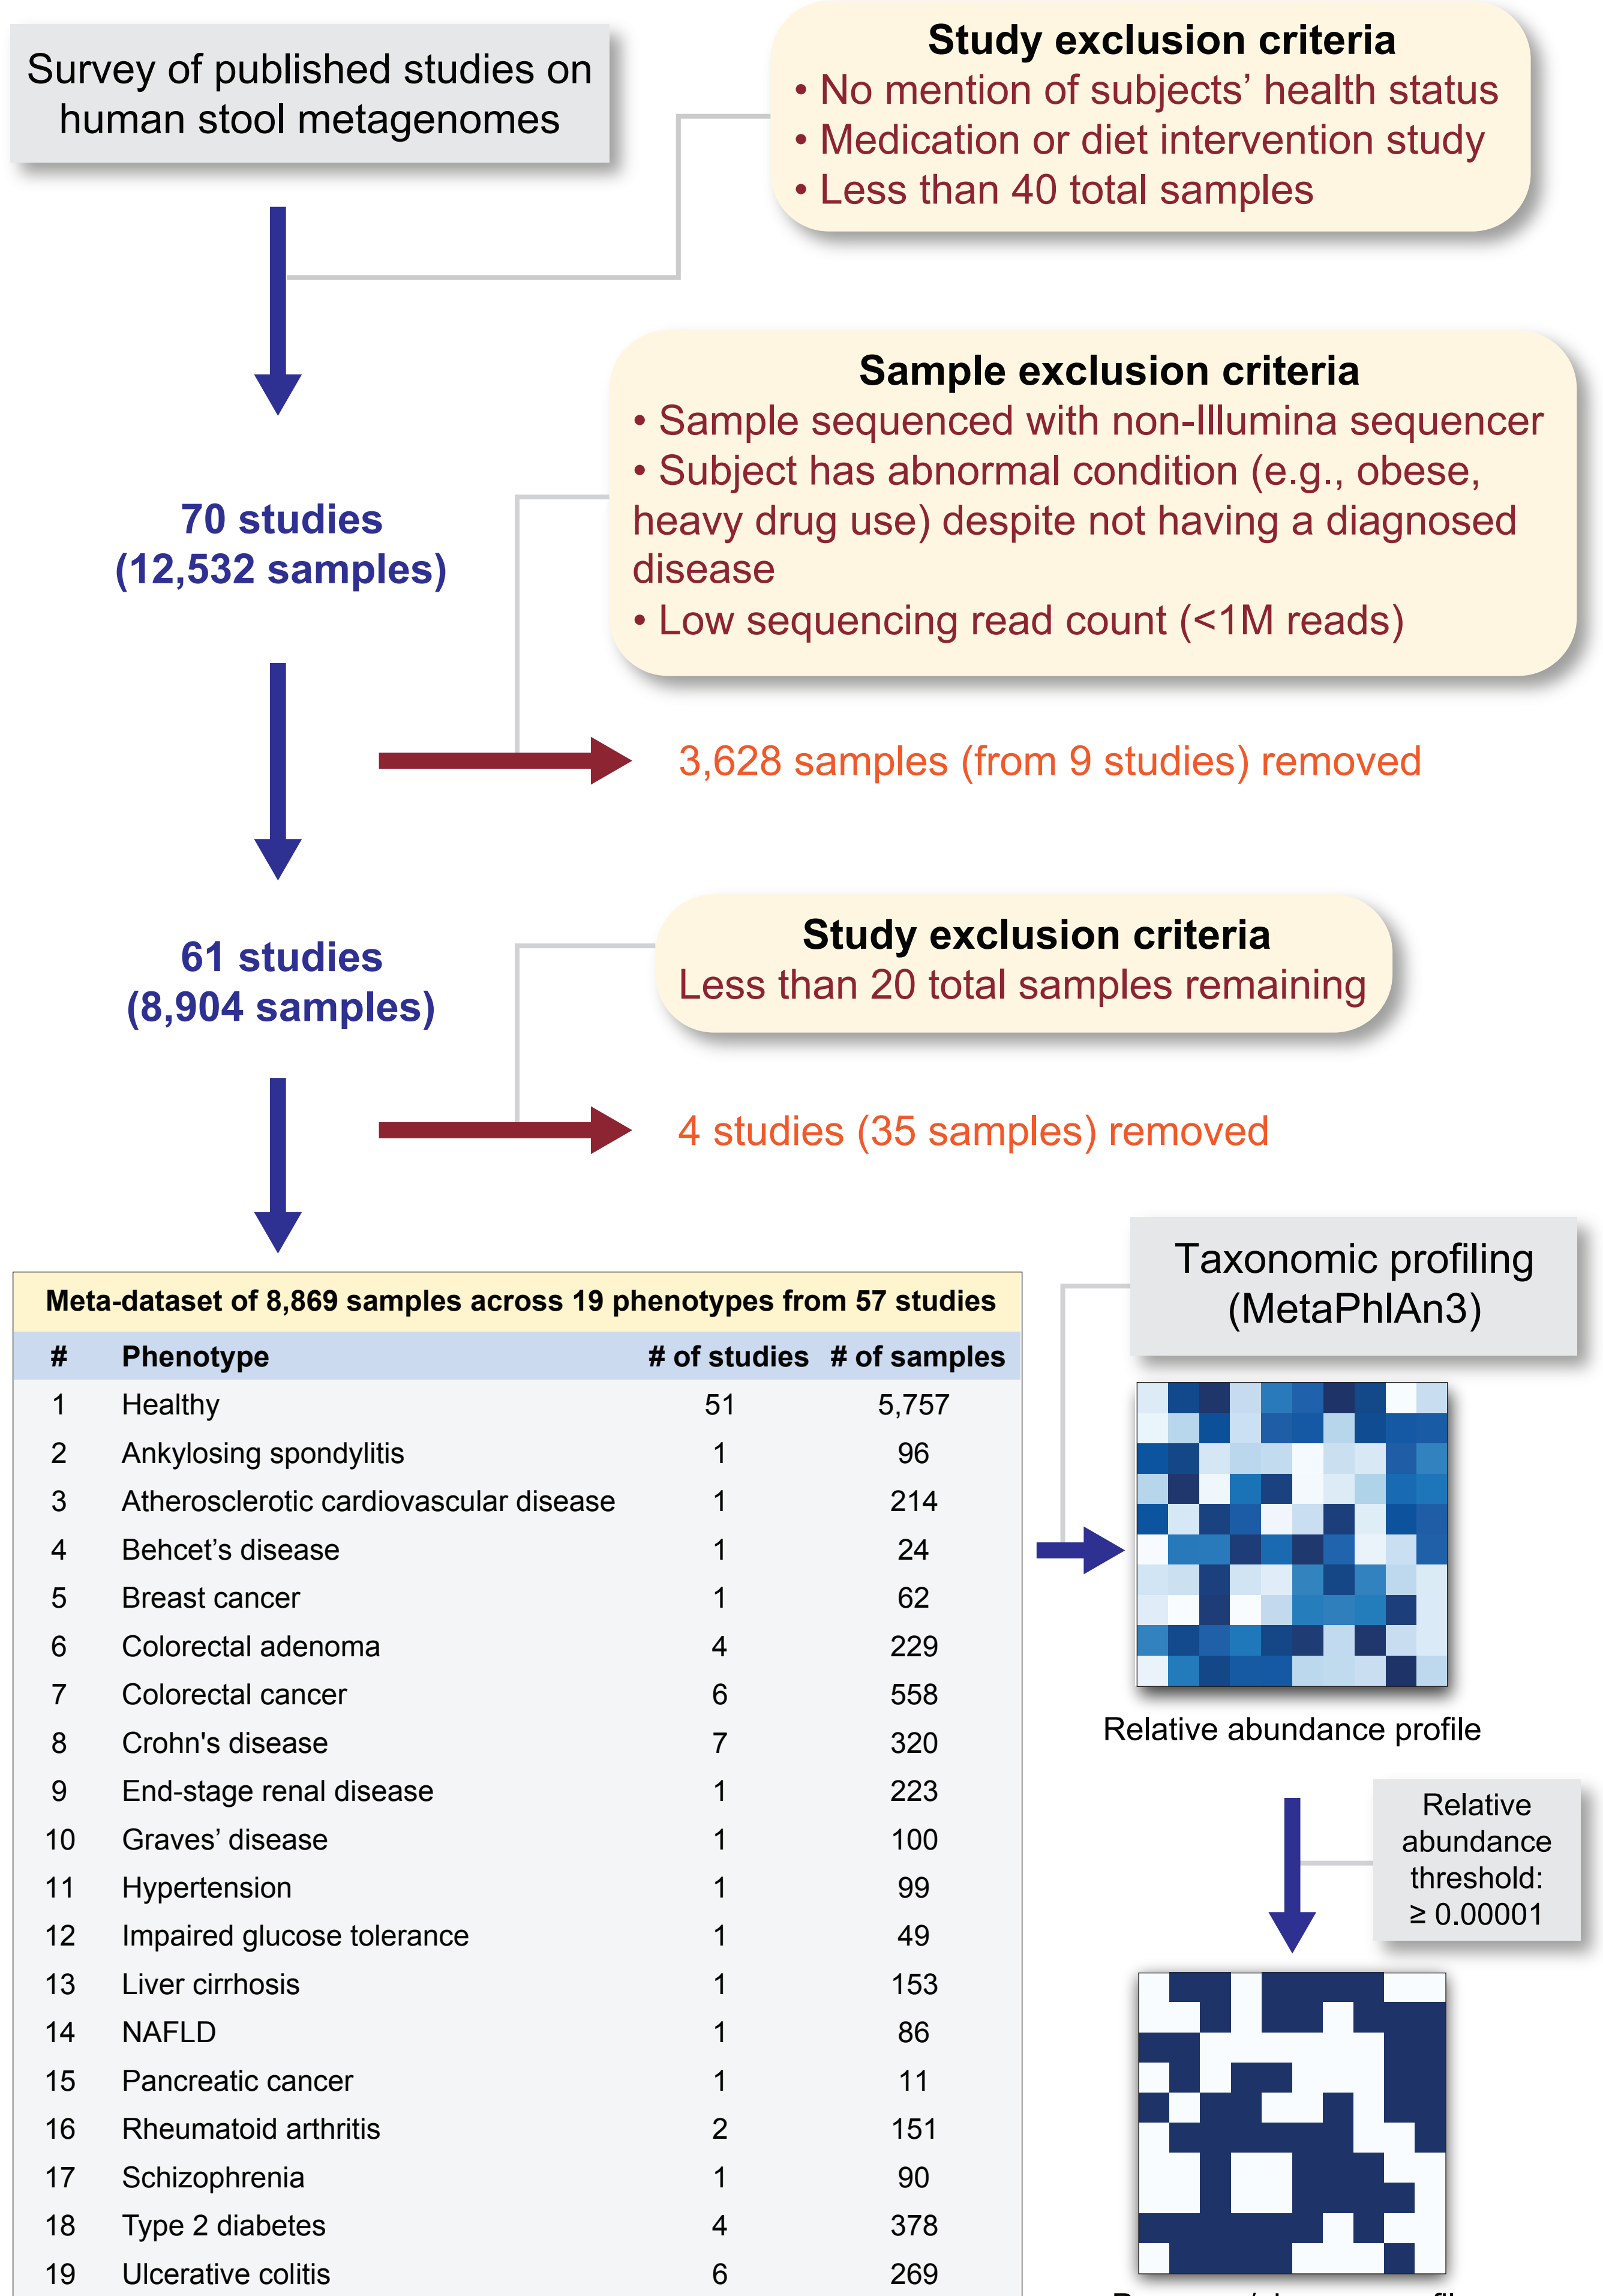 Survey of published studies on
human stool metagenomes
Study exclusion criteria
• No mention of subjects’ health status
• Medication or diet intervention study
• Less than 40 total samples
Sample exclusion criteria
• Sample sequenced with non-Illumina sequencer
• Subject has abnormal condition (e.g., obese,
heavy drug use) despite not having a diagnosed
disease
• Low sequencing read count (<1M reads)
70 studies
(12,532 samples)
3,628 samples (from 9 studies) removed
61 studies
(8,904 samples)
Study exclusion criteria
Less than 20 total samples remaining
4 studies (35 samples) removed
Meta-dataset of 8,869 samples across 19 phenotypes from 57 studies
# Phenotype # of studies # of samples
1 Healthy 51 5,757
2 Ankylosing spondylitis 1 96
3 Atherosclerotic cardiovascular disease 1 214
4 Behcet’s disease 1 24
5 Breast cancer 1 62
6 Colorectal adenoma 4 229
7 Colorectal cancer 6 558
8 Crohn's disease 7 320
9 End-stage renal disease 1 223
10 Graves’ disease 1 100
11 Hypertension 1 99
12 Impaired glucose tolerance 1 49
13 Liver cirrhosis 1 153
14 NAFLD 1 86
15 Pancreatic cancer 1 11
16 Rheumatoid arthritis 2 151
17 Schizophrenia 1 90
18 Type 2 diabetes 4 378
19 Ulcerative colitis 6 269
Taxonomic profiling
(MetaPhlAn3)
Relative abundance profile
Relative
abundance
threshold:
≥ 0.00001